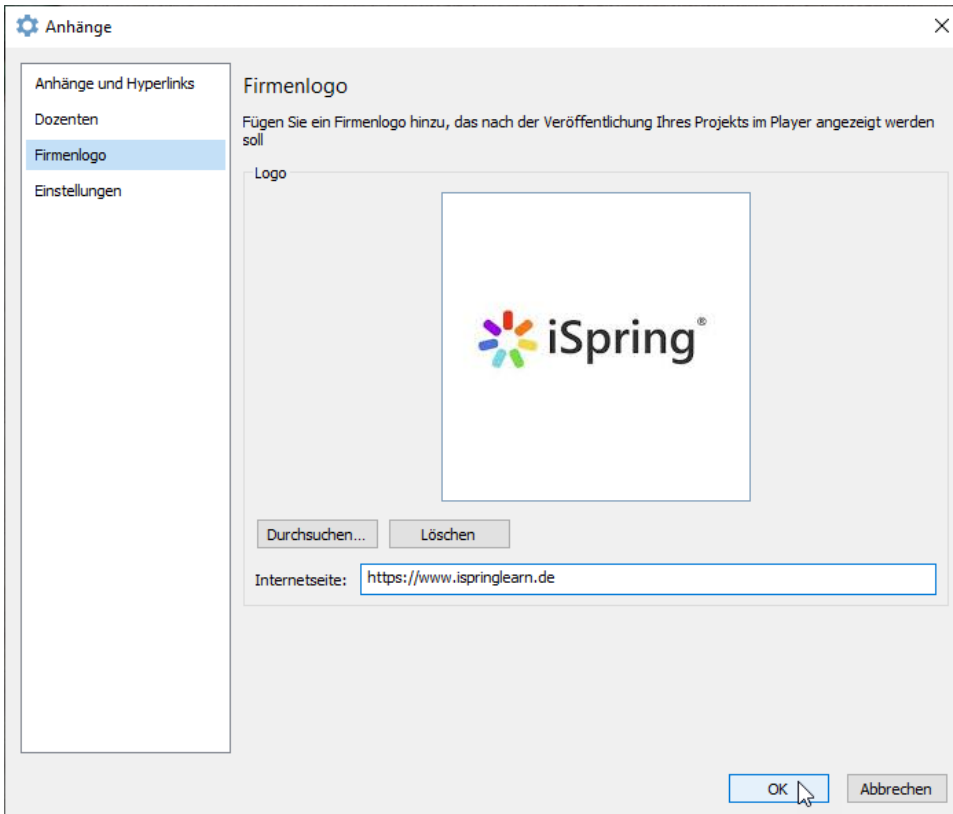 Anhänge
Anhänge und Hyperlinks
Dozenten
Firmenlogo
Einstellungen
Firmenlogo
Fügen Sie ein Firmenlogo hinzu, das nach der Veröffentlichung Ihres Projekts im Player angezeigt werden
soll
Logo
iSpring®
Durchsuchen...
Löschen
Internetseite: https://www.ispringlearn.de
OK
Abbrechen